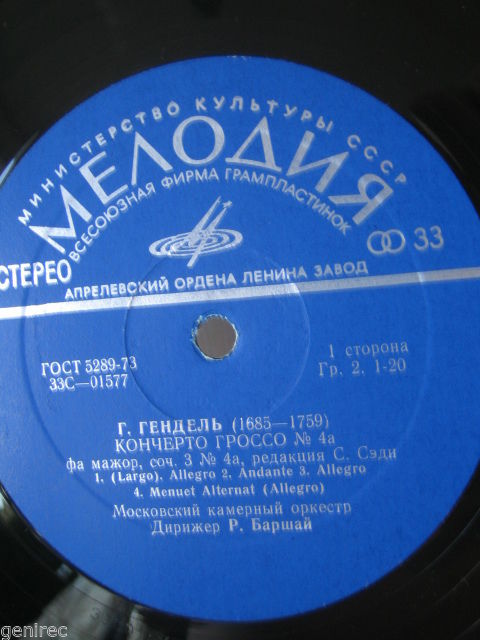 МИНИСТЕРСТВО КУЛЬТУРЫ СССР
МЕЛОДИЯ
ВСЕСОЮЗНАЯ ФИРМА ГРАМПЛАСТИНОК
СТЕРЕО
33
АПРЕЛЕВСКИЙ ОРДЕНА ЛЕНИНА ЗАВОД
ГОСТ 5289-73
33С—01577
1 сторона
Гр. 2. 1-20
Г. ГЕНДЕЛЬ (1685—1759)
КОНЧЕРТО ГРОССО № 4а
фа мажор, соч. 3 № 4а, редакция С. Сэди
1. (Largo). Allegro 2. Andante 3. Allegro
4. Menuet Alternat (Allegro)
Московский камерный оркестр
Дирижер Р. Баршай
genirec